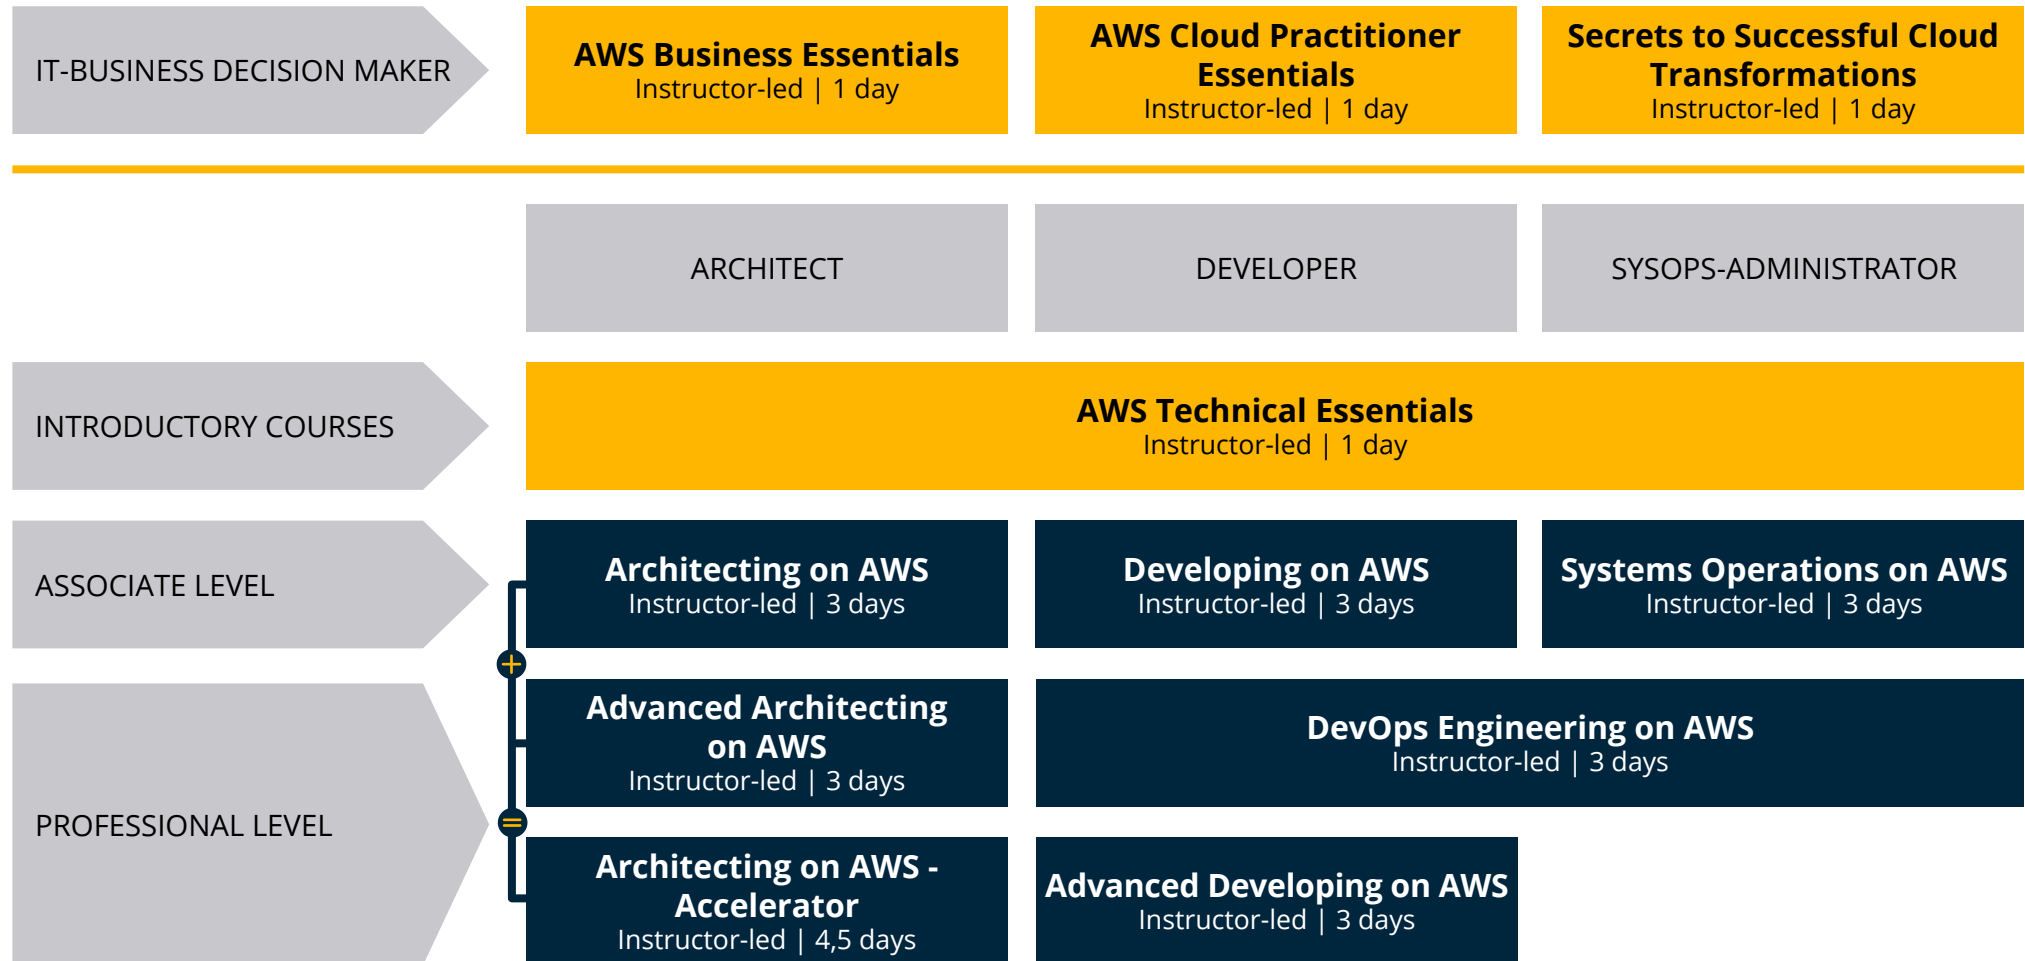 IT-BUSINESS DECISION MAKER
AWS Business Essentials
Instructor-led | 1 day
AWS Cloud Practitioner
Essentials
Instructor-led | 1 day
Secrets to Successful Cloud
Transformations
Instructor-led | 1 day
ARCHITECT
DEVELOPER
SYSOPS-ADMINISTRATOR
INTRODUCTORY COURSES
AWS Technical Essentials
Instructor-led | 1 day
ASSOCIATE LEVEL
Architecting on AWS
Instructor-led | 3 days
Developing on AWS
Instructor-led | 3 days
Systems Operations on AWS
Instructor-led | 3 days
+
PROFESSIONAL LEVEL
Advanced Architecting
on AWS
Instructor-led | 3 days
DevOps Engineering on AWS
Instructor-led | 3 days
=
Architecting on AWS -
Accelerator
Instructor-led | 4,5 days
Advanced Developing on AWS
Instructor-led | 3 days